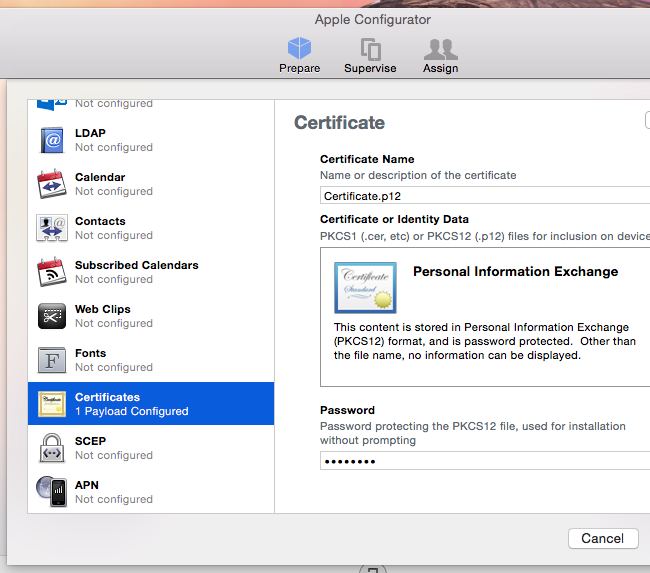 Apple Configurator
Prepare
Supervise
Assign
Not configured
LDAP
Not configured
Calendar
Not configured
Contacts
Not configured
Subscribed Calendars
Not configured
Web Clips
Not configured
Fonts
Not configured
Certificates
1 Payload Configured
SCEP
Not configured
APN
Not configured
Certificate
Certificate Name
Name or description of the certificate
Certificate.p12
Certificate or Identity Data
PKCS1 (.cer, etc) or PKCS12 (.p12) files for inclusion on device
Certificate
Standard
Personal Information Exchange
This content is stored in Personal Information Exchange
(PKCS12) format, and is password protected.  Other than
the file name, no information can be displayed.
Password
Password protecting the PKCS12 file, used for installation
without prompting
••••••••
Cancel